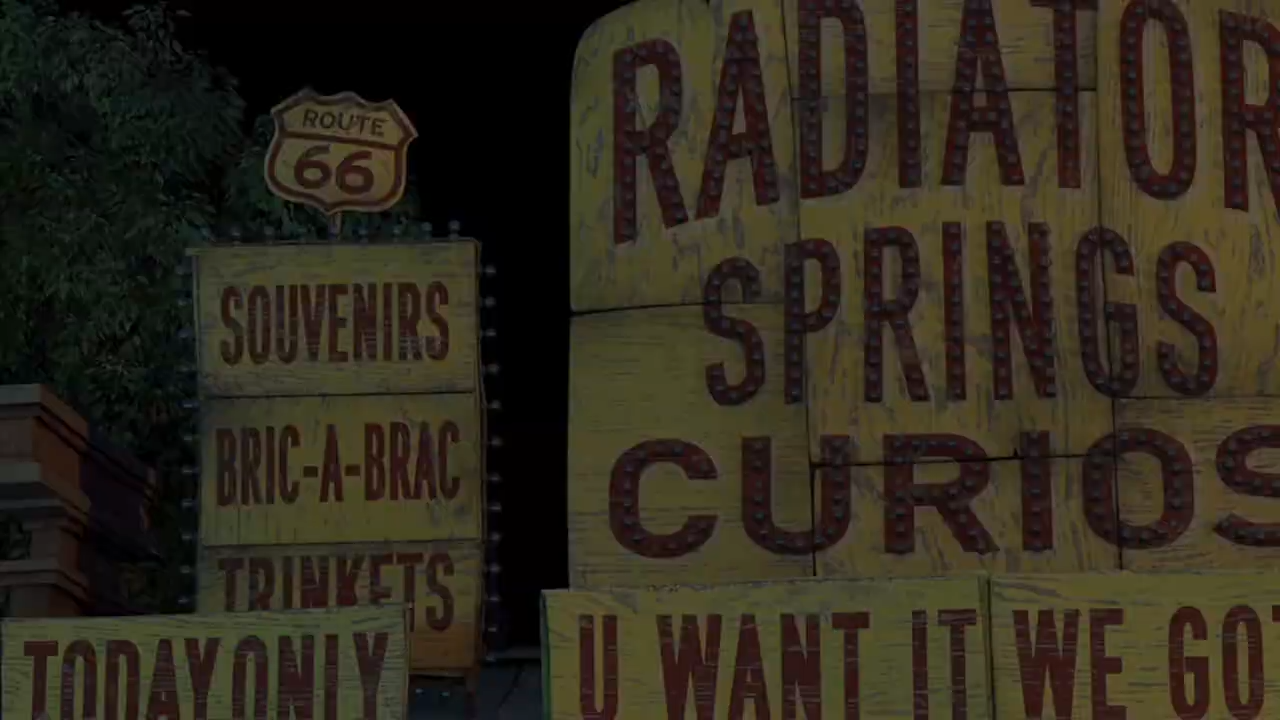 ROUTE
66
SOUVENIRS
BRIC-A-BRAC
TRINKETS
TODAY ONLY
RADIATOR
SPRINGS
CURIOS
U WANT IT WE GOT